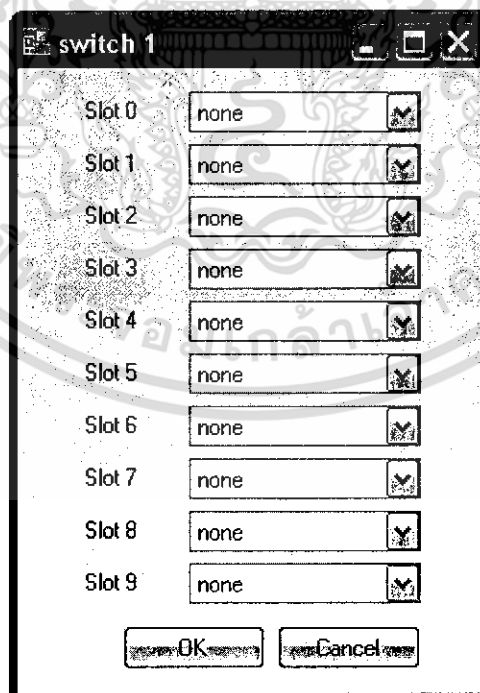 switch 1
Slot 0 none
Slot 1 none
Slot 2 none
Slot 3 none
Slot 4 none
Slot 5 none
Slot 6 none
Slot 7 none
Slot 8 none
Slot 9 none
OK Cancel